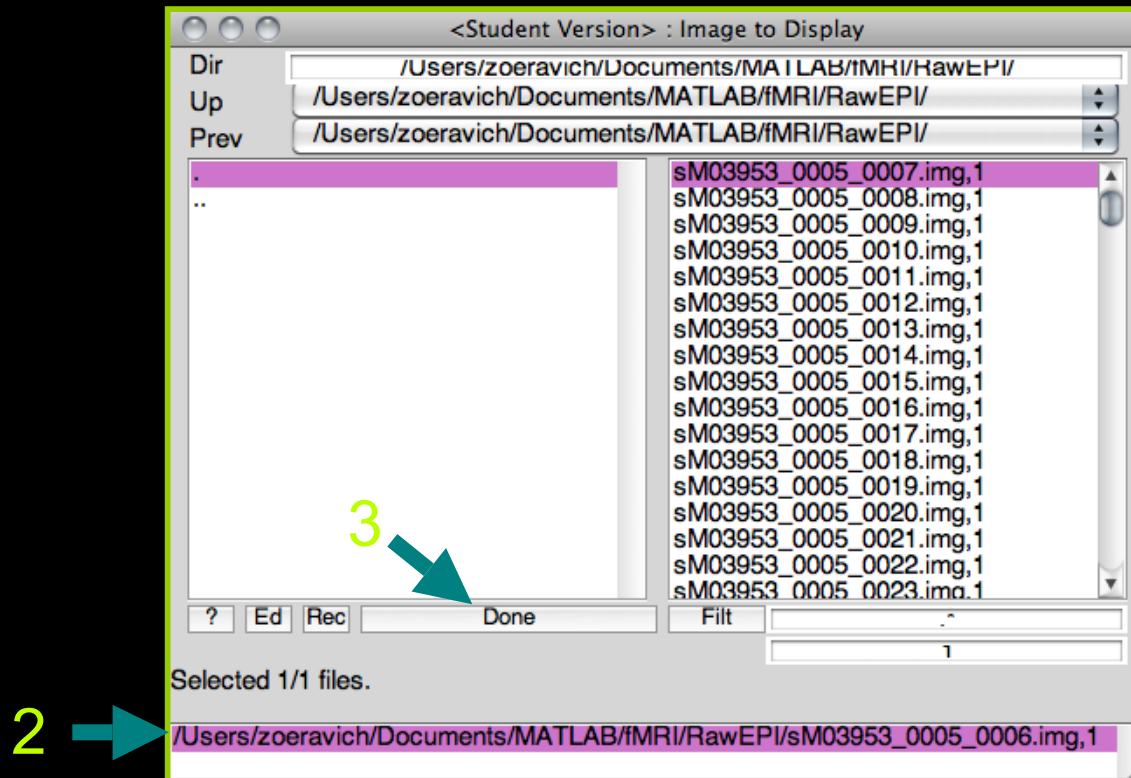 <Student Version> : Image to Display
Dir /Users/zoeravich/Documents/MATLAB/fMRI/RawEPI/
Up /Users/zoeravich/Documents/MATLAB/fMRI/RawEPI/
Prev /Users/zoeravich/Documents/MATLAB/fMRI/RawEPI/
.
..
sM03953_0005_0007.img,1
sM03953_0005_0008.img,1
sM03953_0005_0009.img,1
sM03953_0005_0010.img,1
sM03953_0005_0011.img,1
sM03953_0005_0012.img,1
sM03953_0005_0013.img,1
sM03953_0005_0014.img,1
sM03953_0005_0015.img,1
sM03953_0005_0016.img,1
sM03953_0005_0017.img,1
sM03953_0005_0018.img,1
sM03953_0005_0019.img,1
sM03953_0005_0020.img,1
sM03953_0005_0021.img,1
sM03953_0005_0022.img,1
sM03953_0005_0023.img,1
3
? Ed Rec Done Filt
1
Selected 1/1 files.
2 /Users/zoeravich/Documents/MATLAB/fMRI/RawEPI/sM03953_0005_0006.img,1